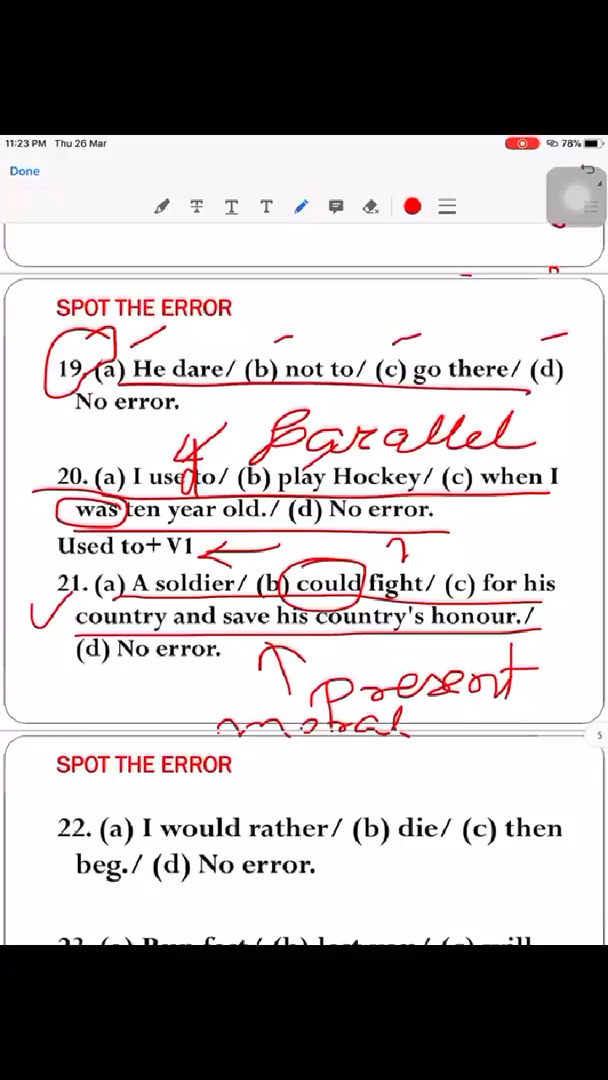 11:23 PM Thu 26 Mar
78%
Done
SPOT THE ERROR
19. (a) He dare/ (b) not to/ (c) go there/ (d)
No error.
Parallel
20. (a) I use to/ (b) play Hockey/ (c) when I
was ten year old./ (d) No error.
Used to+ V1
21. (a) A soldier/ (b) could fight/ (c) for his
country and save his country's honour./
(d) No error.
Present
5
SPOT THE ERROR
22. (a) I would rather/ (b) die/ (c) then
beg./ (d) No error.